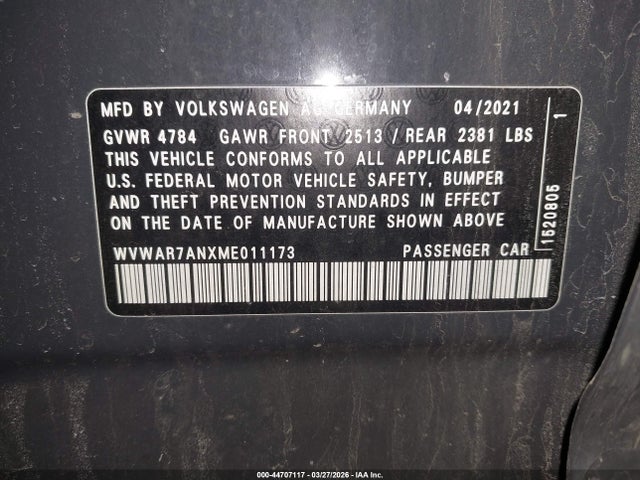 MFD BY VOLKSWAGEN AG GERMANY 04/2021
GVWR 4784 GAWR FRONT 2513 / REAR 2381 LBS
THIS VEHICLE CONFORMS TO ALL APPLICABLE
U.S. FEDERAL MOTOR VEHICLE SAFETY, BUMPER
AND THEFT PREVENTION STANDARDS IN EFFECT
ON THE DATE OF MANUFACTURE SHOWN ABOVE
WVWAR7ANXME011173 PASSENGER CAR
1520805 1
000-44707117 | 03/27/2026 | IAA Inc.